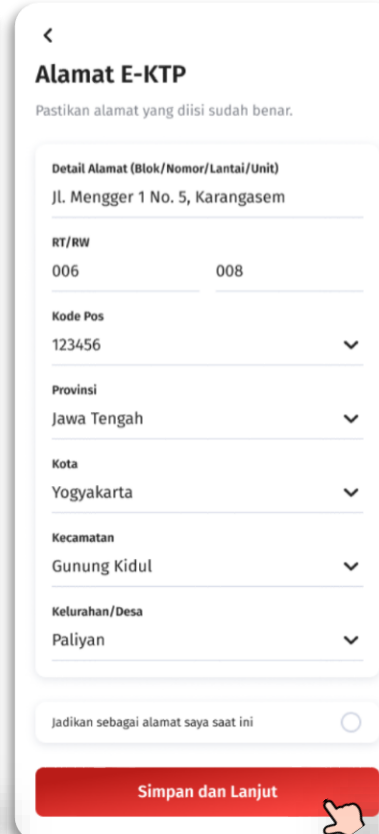 Alamat E-KTP
Pastikan alamat yang diisi sudah benar.
Detail Alamat (Blok/Nomor/Lantai/Unit)
Jl. Mengger 1 No. 5, Karangasem
RT/RW
006 008
Kode Pos
123456
Provinsi
Jawa Tengah
Kota
Yogyakarta
Kecamatan
Gunung Kidul
Kelurahan/Desa
Paliyan
Jadikan sebagai alamat saya saat ini
Simpan dan Lanjut